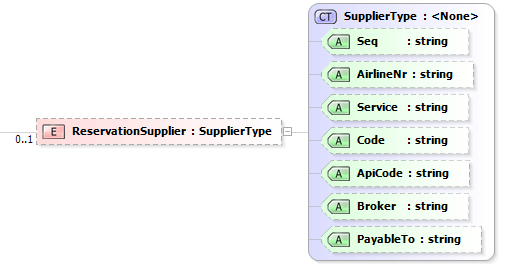 CT SupplierType : <None>
A Seq : string
A AirlineNr : string
A Service : string
0..1 E ReservationSupplier : SupplierType
A Code : string
A ApiCode : string
A Broker : string
A PayableTo : string